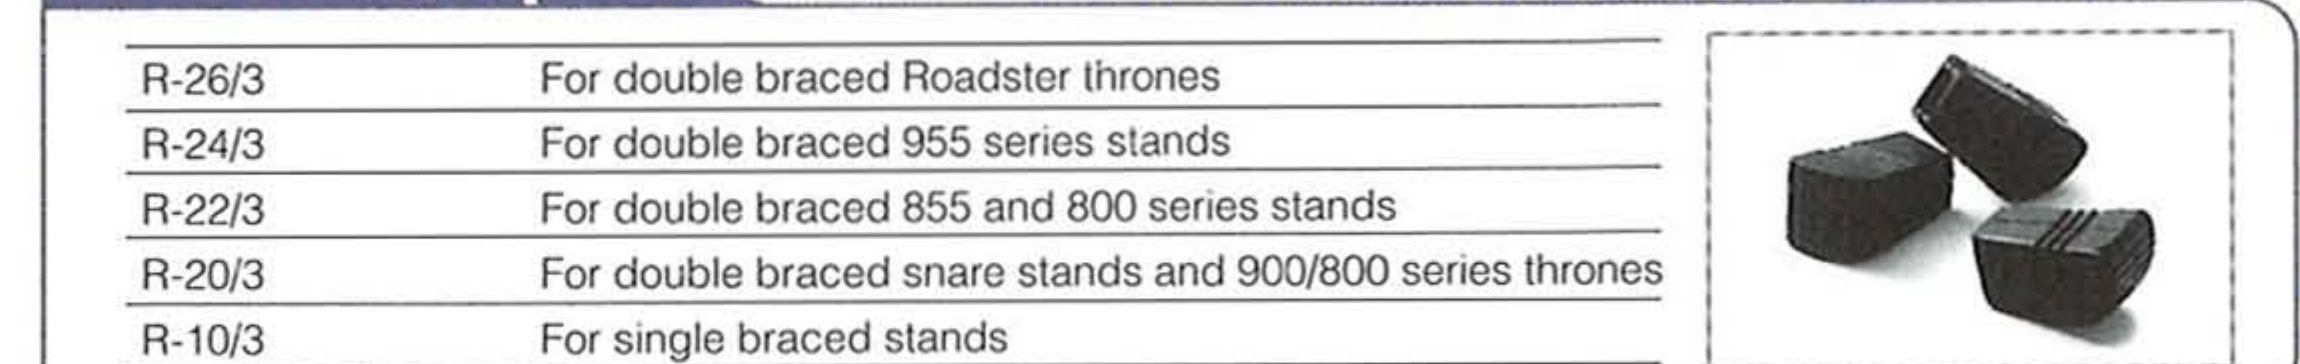 R-26/3 For double braced Roadster thrones
R-24/3 For double braced 955 series stands
R-22/3 For double braced 855 and 800 series stands
R-20/3 For double braced snare stands and 900/800 series thrones
R-10/3 For single braced stands